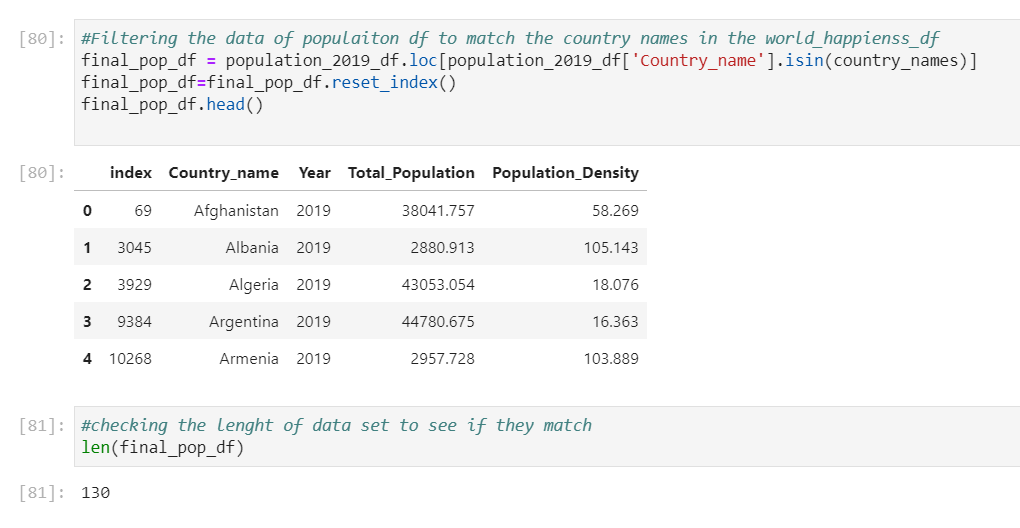 [80]: #Filtering the data of populaiton df to match the country names in the world_happienss_df
final_pop_df = population_2019_df.loc[population_2019_df['Country_name'].isin(country_names)]
final_pop_df=final_pop_df.reset_index()
final_pop_df.head()
[80]: index Country_name Year Total_Population Population_Density
0 69 Afghanistan 2019 38041.757 58.269
1 3045 Albania 2019 2880.913 105.143
2 3929 Algeria 2019 43053.054 18.076
3 9384 Argentina 2019 44780.675 16.363
4 10268 Armenia 2019 2957.728 103.889
[81]: #checking the lenght of data set to see if they match
len(final_pop_df)
[81]: 130